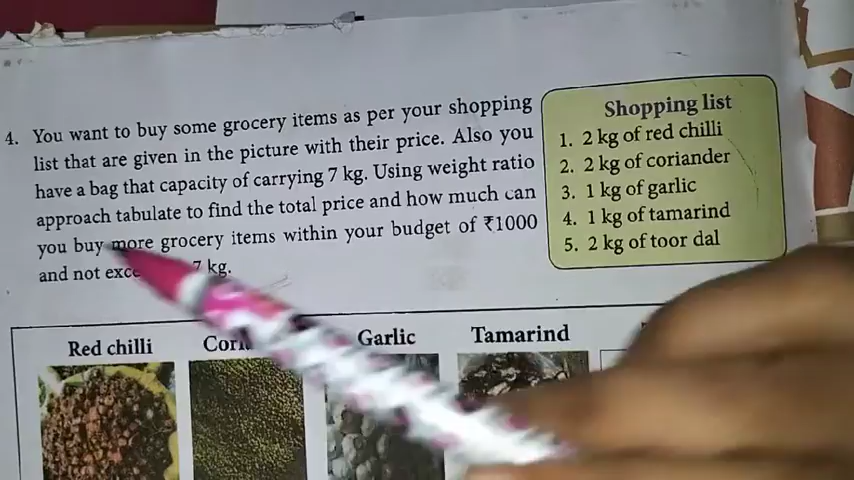 4. You want to buy some grocery items as per your shopping
list that are given in the picture with their price. Also you
have a bag that capacity of carrying 7 kg. Using weight ratio
approach tabulate to find the total price and how much can
you buy more grocery items within your budget of ₹1000
and not 7 kg.
Shopping list
1. 2 kg of red chilli
2. 2 kg of coriander
3. 1 kg of garlic
4. 1 kg of tamarind
5. 2 kg of toor dal
Red chilli Garlic Tamarind